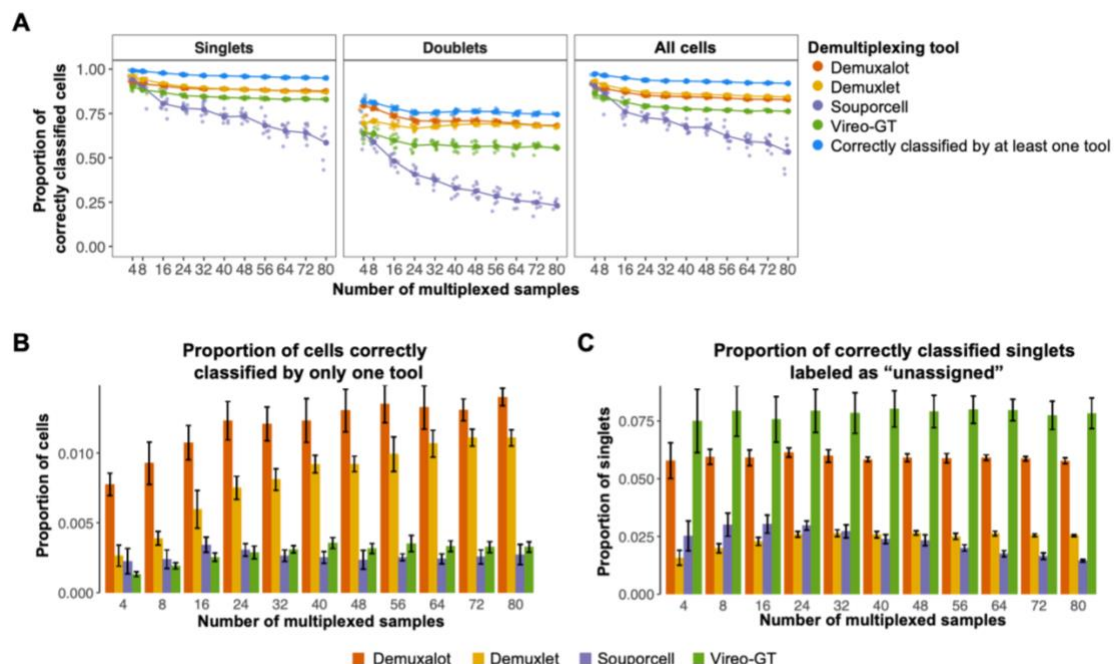 A
Singlets
Doublets
All cells
Proportion of
correctly classified cells
1.00
0.75
0.50
0.25
0.00
4 8 16 24 32 40 48 56 64 72 80
4 8 16 24 32 40 48 56 64 72 80
4 8 16 24 32 40 48 56 64 72 80
Number of multiplexed samples
Demultiplexing tool
Demuxalot
Demuxlet
Souporcell
Vireo-GT
Correctly classified by at least one tool
B
Proportion of cells correctly
classified by only one tool
Proportion of cells
0.010
0.005
0.000
4 8 16 24 32 40 48 56 64 72 80
Number of multiplexed samples
C
Proportion of correctly classified singlets
labeled as “unassigned”
Proportion of singlets
0.075
0.050
0.025
0.000
4 8 16 24 32 40 48 56 64 72 80
Number of multiplexed samples
Demuxalot Demuxlet Souporcell Vireo-GT